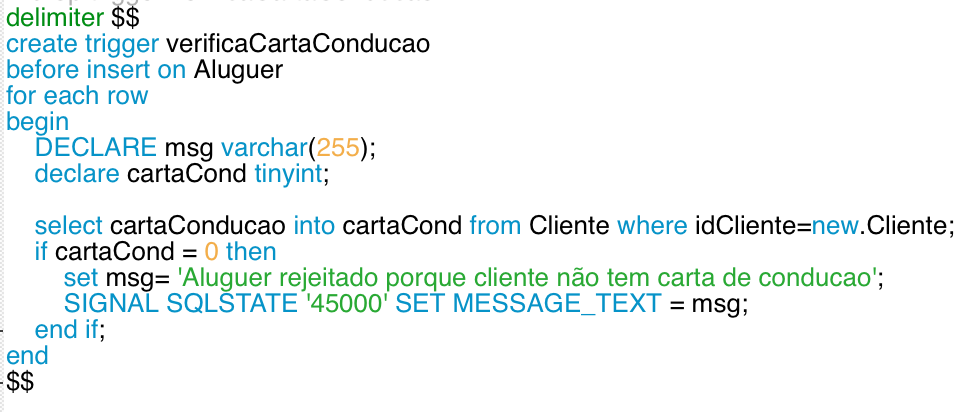 delimiter $$
create trigger verificaCartaConducao
before insert on Aluguer
for each row
begin
DECLARE msg varchar(255);
declare cartaCond tinyint;
select cartaConducao into cartaCond from Cliente where idCliente=new.Cliente;
if cartaCond = 0 then
set msg= 'Aluguer rejeitado porque cliente não tem carta de conducao';
SIGNAL SQLSTATE '45000' SET MESSAGE_TEXT = msg;
end if;
end
$$